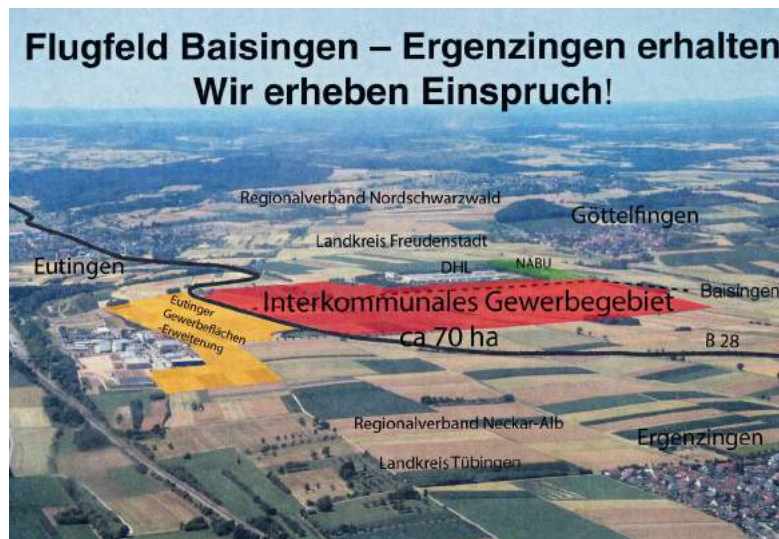 Flugfeld Baisingen – Ergenzingen erhalten
Wir erheben Einspruch!
Regionalverband Nordschwarzwald
Göttelfingen
Landkreis Freudenstadt
Eutingen
DHL
NABU
Baisingen
Interkommunales Gewerbegebiet
ca 70 ha
Eutinger
Gewerbeflächen
-Erweiterung
B 28
Regionalverband Neckar-Alb
Ergenzingen
Landkreis Tübingen